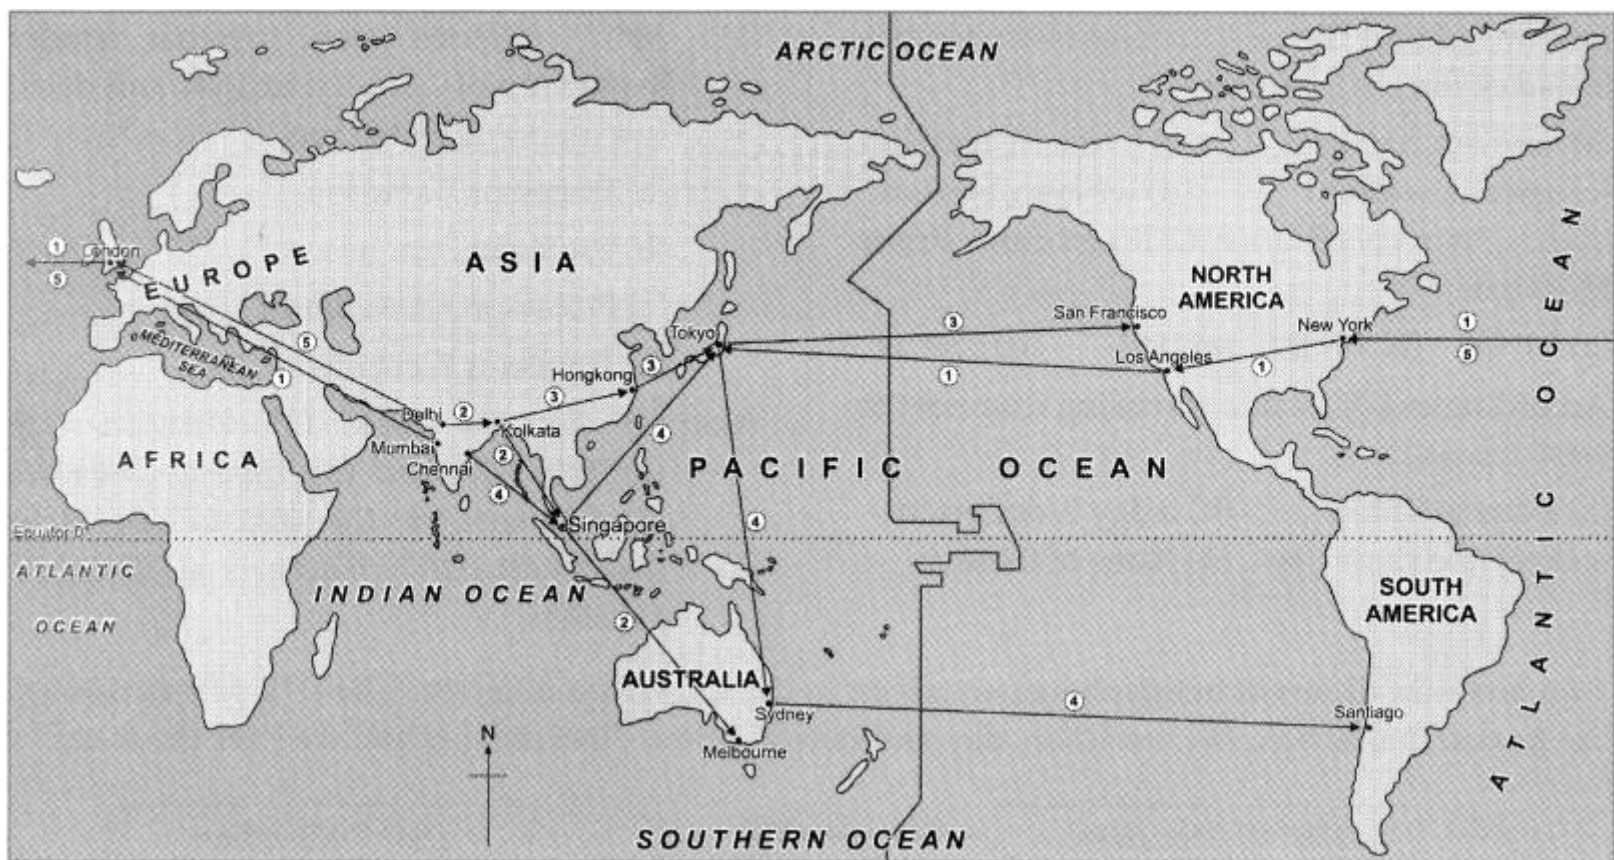 ARCTIC OCEAN
1
London
5
EUROPE
ASIA
NORTH
AMERICA
San Francisco
3
New York
1
5
Tokyo
Los Angeles
1
1
MEDITERRANEAN
SEA
5
1
Hongkong
3
3
Delhi
2
Kolkata
Mumbai
Chennai
2
4
4
AFRICA
PACIFIC OCEAN
Singapore
4
Equator 0°
ATLANTIC
OCEAN
INDIAN OCEAN
2
SOUTH
AMERICA
ATLANTIC OCEAN
AUSTRALIA
Sydney
4
Santiago
Melbourne
N
SOUTHERN OCEAN